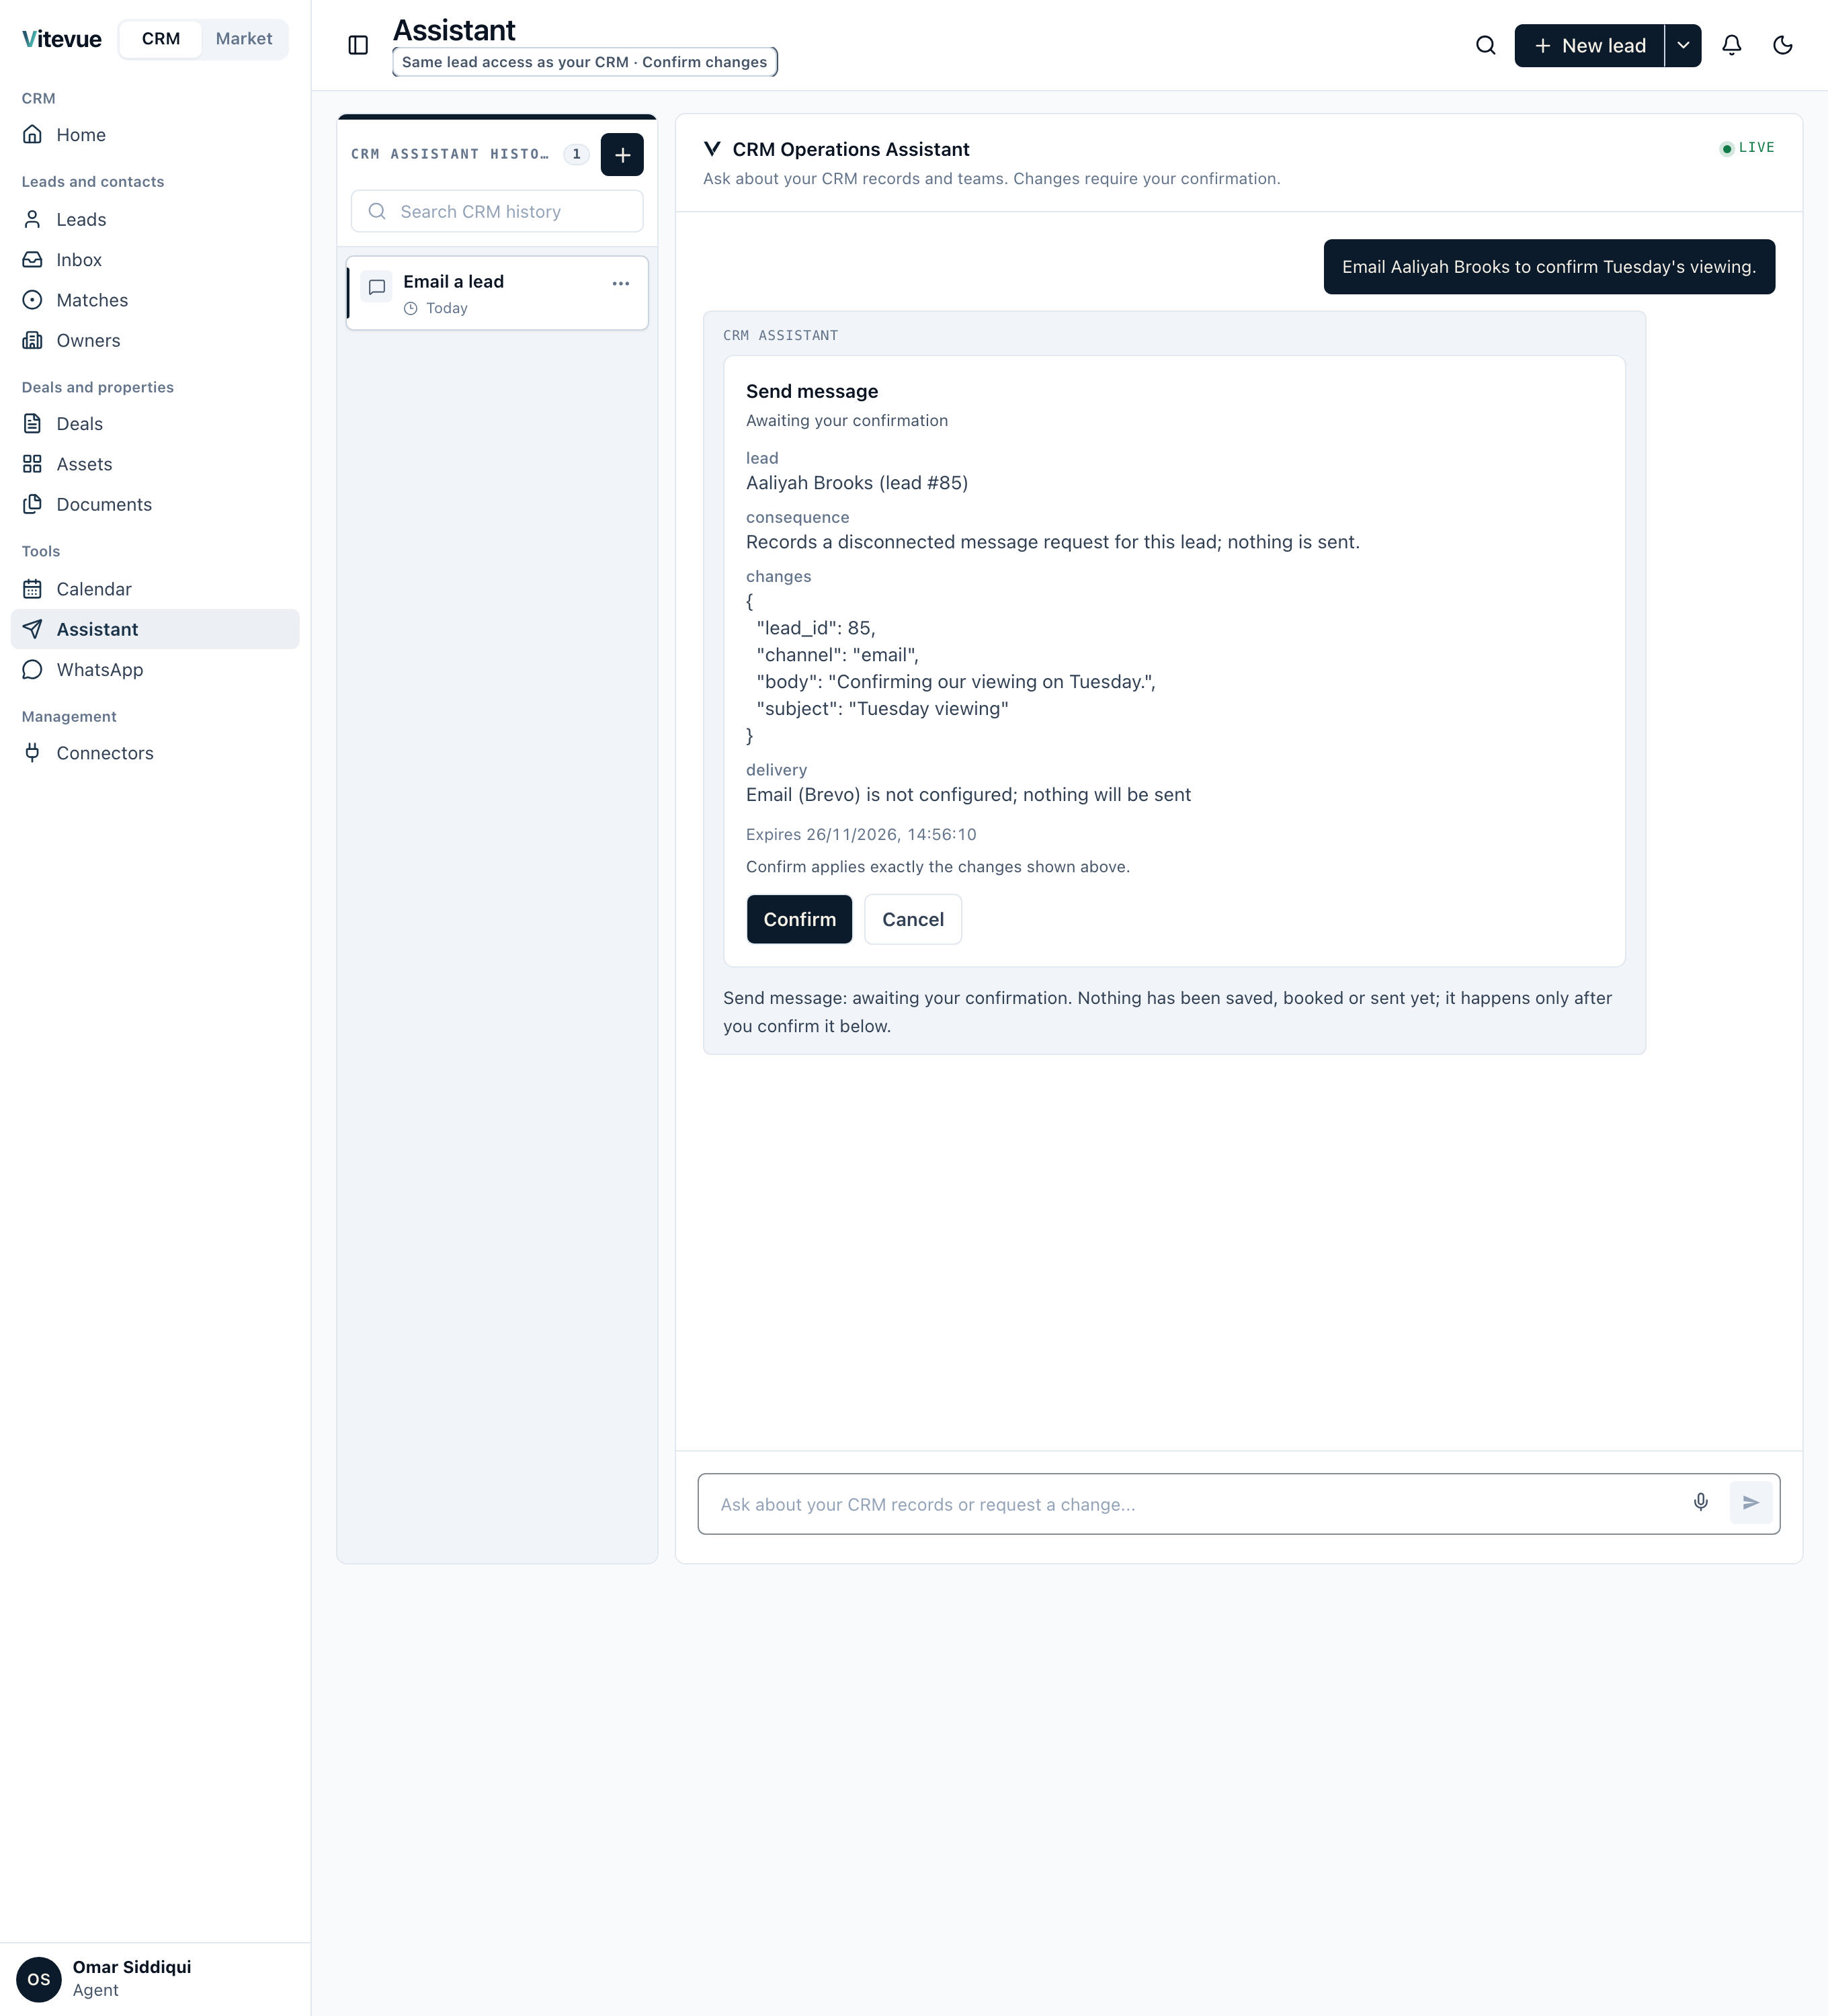 Vitevue
CRM
Market
CRM
Home
Leads and contacts
Leads
Inbox
Matches
Owners
Deals and properties
Deals
Assets
Documents
Tools
Calendar
Assistant
WhatsApp
Management
Connectors
OS
Omar Siddiqui
Agent
Assistant
Same lead access as your CRM · Confirm changes
New lead
CRM ASSISTANT HISTO…
1
Search CRM history
Email a lead
Today
CRM Operations Assistant
LIVE
Ask about your CRM records and teams. Changes require your confirmation.
Email Aaliyah Brooks to confirm Tuesday's viewing.
CRM ASSISTANT
Send message
Awaiting your confirmation
lead
Aaliyah Brooks (lead #85)
consequence
Records a disconnected message request for this lead; nothing is sent.
changes
{
"lead_id": 85,
"channel": "email",
"body": "Confirming our viewing on Tuesday.",
"subject": "Tuesday viewing"
}
delivery
Email (Brevo) is not configured; nothing will be sent
Expires 26/11/2026, 14:56:10
Confirm applies exactly the changes shown above.
Confirm
Cancel
Send message: awaiting your confirmation. Nothing has been saved, booked or sent yet; it happens only after
you confirm it below.
Ask about your CRM records or request a change...